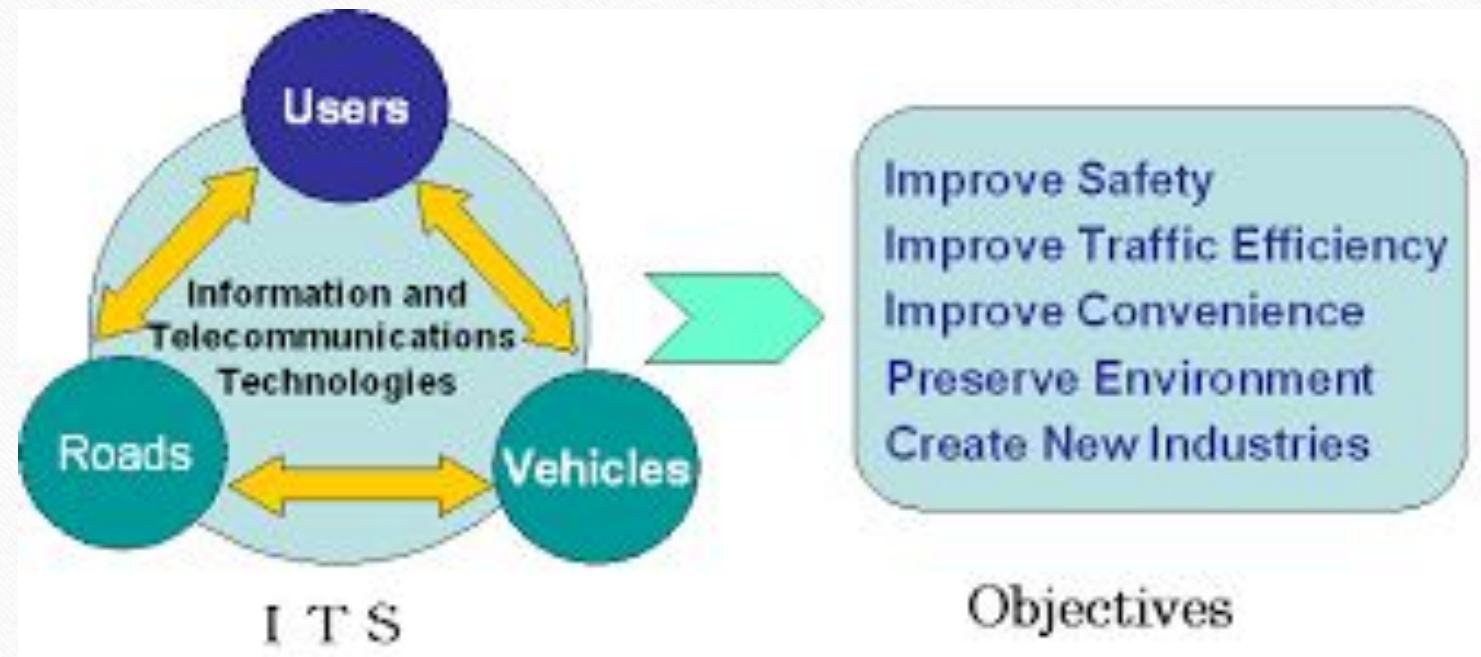 Users
Information and
Telecommunications
Technologies
Roads
Vehicles
I T S
Improve Safety
Improve Traffic Efficiency
Improve Convenience
Preserve Environment
Create New Industries
Objectives